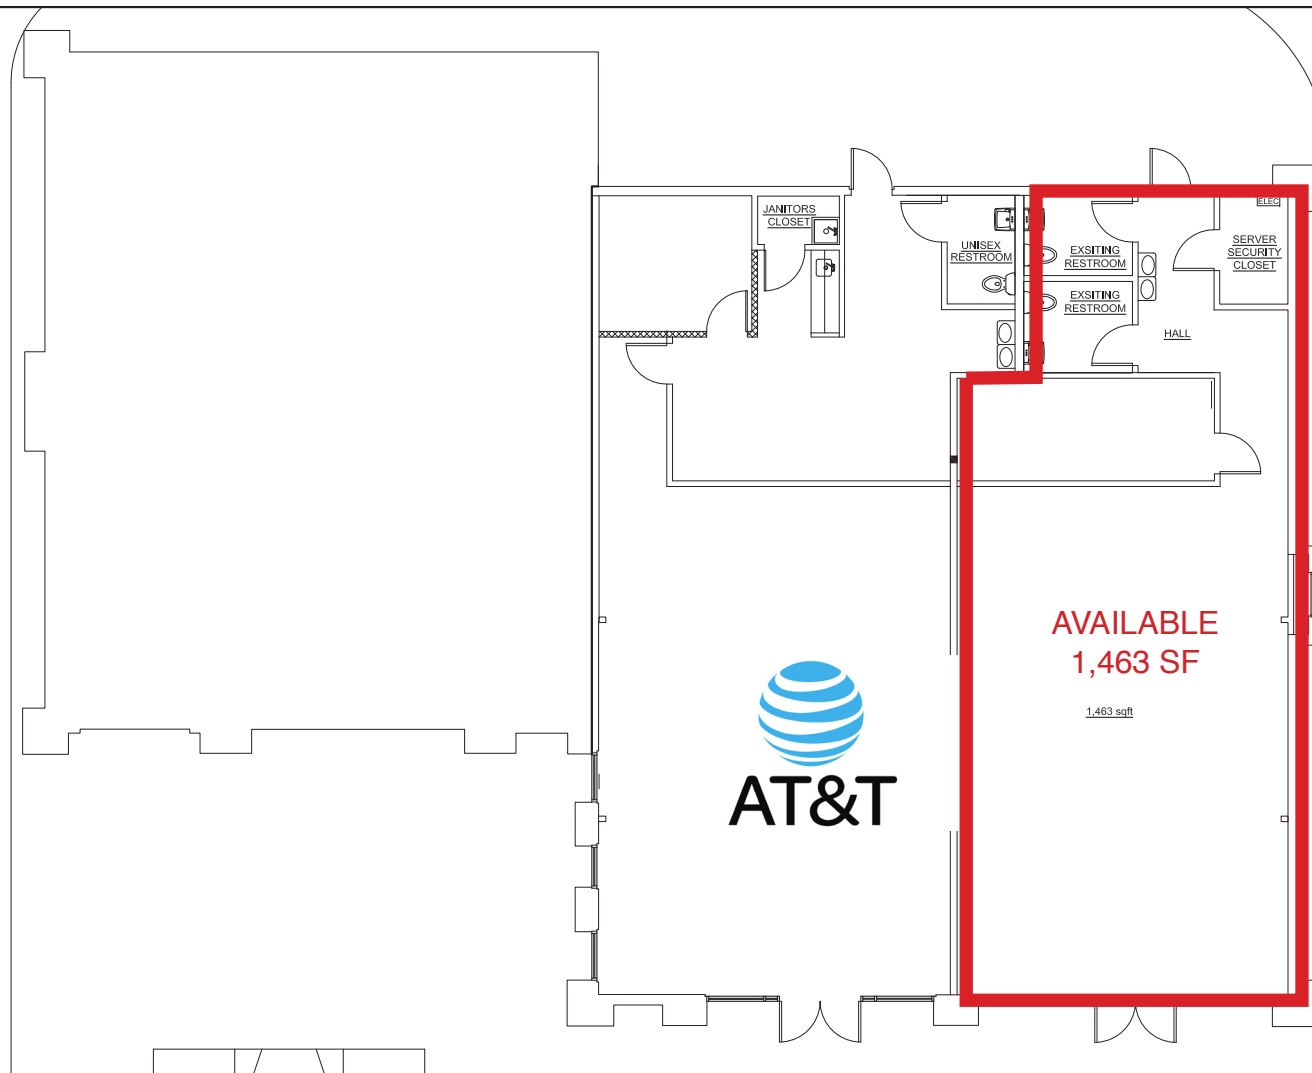 JANITORS
CLOSET
UNISEX
RESTROOM
EXSITING
RESTROOM
EXSITING
RESTROOM
HALL
ELEC
SERVER
SECURITY
CLOSET
AVAILABLE
1,463 SF
1,463 sqft
AT&T